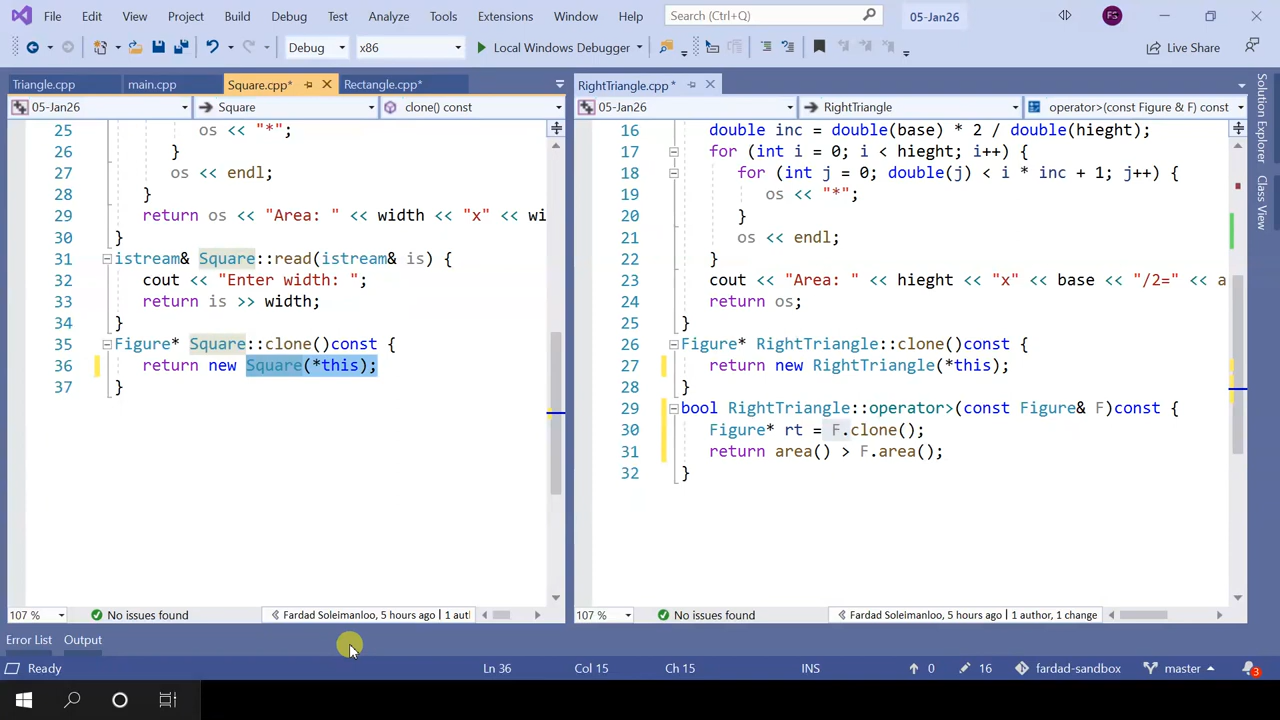 File Edit View Project Build Debug Test Analyze Tools Extensions Window Help Search (Ctrl+Q) 05-Jan26 FS
Debug x86 Local Windows Debugger Live Share
Triangle.cpp main.cpp Square.cpp* Rectangle.cpp*
05-Jan26 Square clone() const
25 os << "*";
26 }
27 os << endl;
28 }
29 return os << "Area: " << width << "x" << wi
30 }
31 istream& Square::read(istream& is) {
32 cout << "Enter width: ";
33 return is >> width;
34 }
35 Figure* Square::clone()const {
36 return new Square(*this);
37 }
107 % No issues found Fardad Soleimanloo, 5 hours ago | 1 aut
RightTriangle.cpp *
05-Jan26 RightTriangle operator>(const Figure & F) const
16 double inc = double(base) * 2 / double(hieght);
17 for (int i = 0; i < hieght; i++) {
18 for (int j = 0; double(j) < i * inc + 1; j++) {
19 os << "*";
20 }
21 os << endl;
22 }
23 cout << "Area: " << hieght << "x" << base << "/2=" << a
24 return os;
25 }
26 Figure* RightTriangle::clone()const {
27 return new RightTriangle(*this);
28 }
29 bool RightTriangle::operator>(const Figure& F)const {
30 Figure* rt = F.clone();
31 return area() > F.area();
32 }
107 % No issues found Fardad Soleimanloo, 5 hours ago | 1 author, 1 change
Solution Explorer
Class View
Error List Output
Ready Ln 36 Col 15 Ch 15 INS 0 16 fardad-sandbox master 3